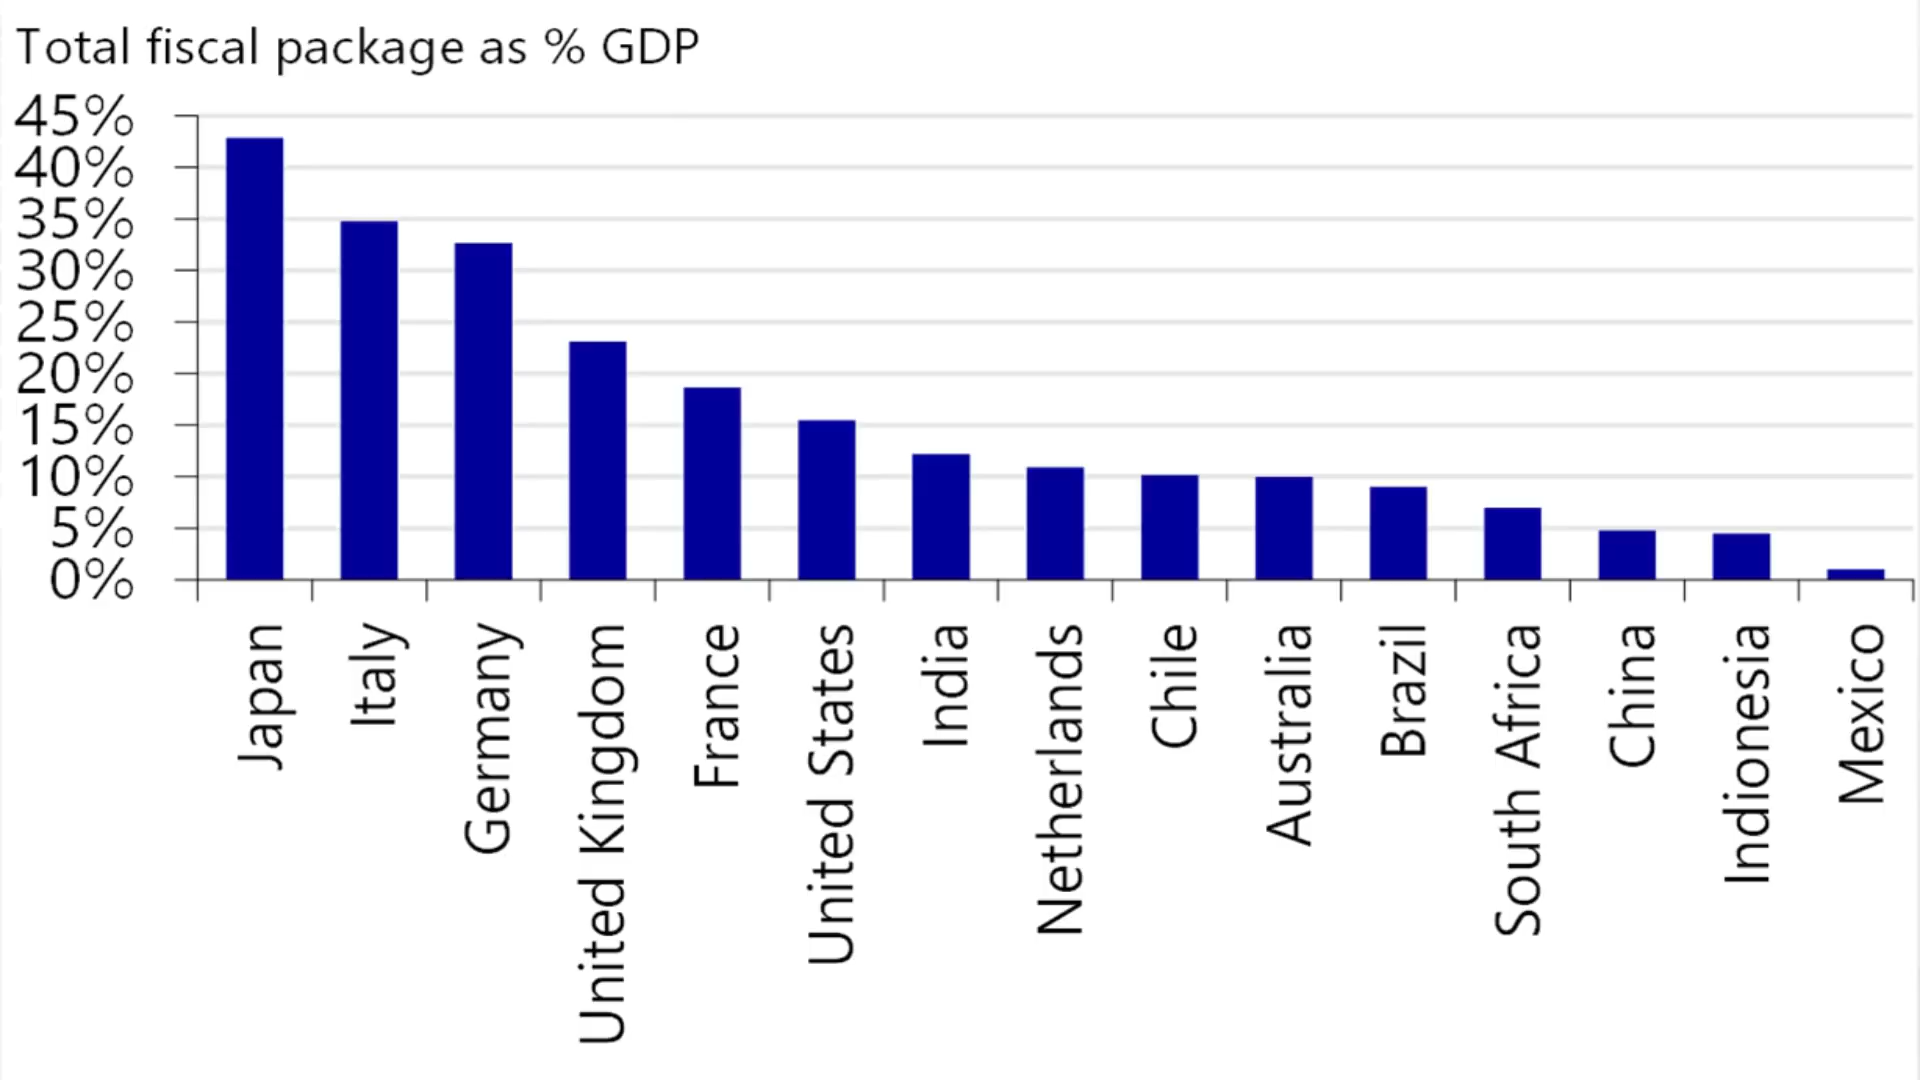 Total fiscal package as % GDP
45%
40%
35%
30%
25%
20%
15%
10%
5%
0%
Japan
Italy
Germany
United Kingdom
France
United States
India
Netherlands
Chile
Australia
Brazil
South Africa
China
Indionesia
Mexico